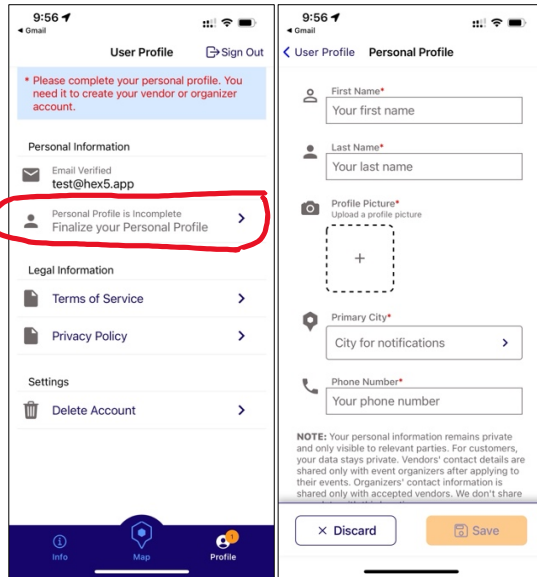 9:56
◀ Gmail
User Profile
Sign Out
* Please complete your personal profile. You
need it to create your vendor or organizer
account.
Personal Information
Email Verified
test@hex5.app
Personal Profile is Incomplete
Finalize your Personal Profile
Legal Information
Terms of Service
Privacy Policy
Settings
Delete Account
Info
Map
1
Profile
9:56
◀ Gmail
User Profile
Personal Profile
First Name*
Your first name
Last Name*
Your last name
Profile Picture*
Upload a profile picture
+
Primary City*
City for notifications
Phone Number*
Your phone number
NOTE: Your personal information remains private
and only visible to relevant parties. For customers,
your data stays private. Vendors' contact details are
shared only with event organizers after applying to
their events. Organizers' contact information is
shared only with accepted vendors. We don't share
× Discard
Save